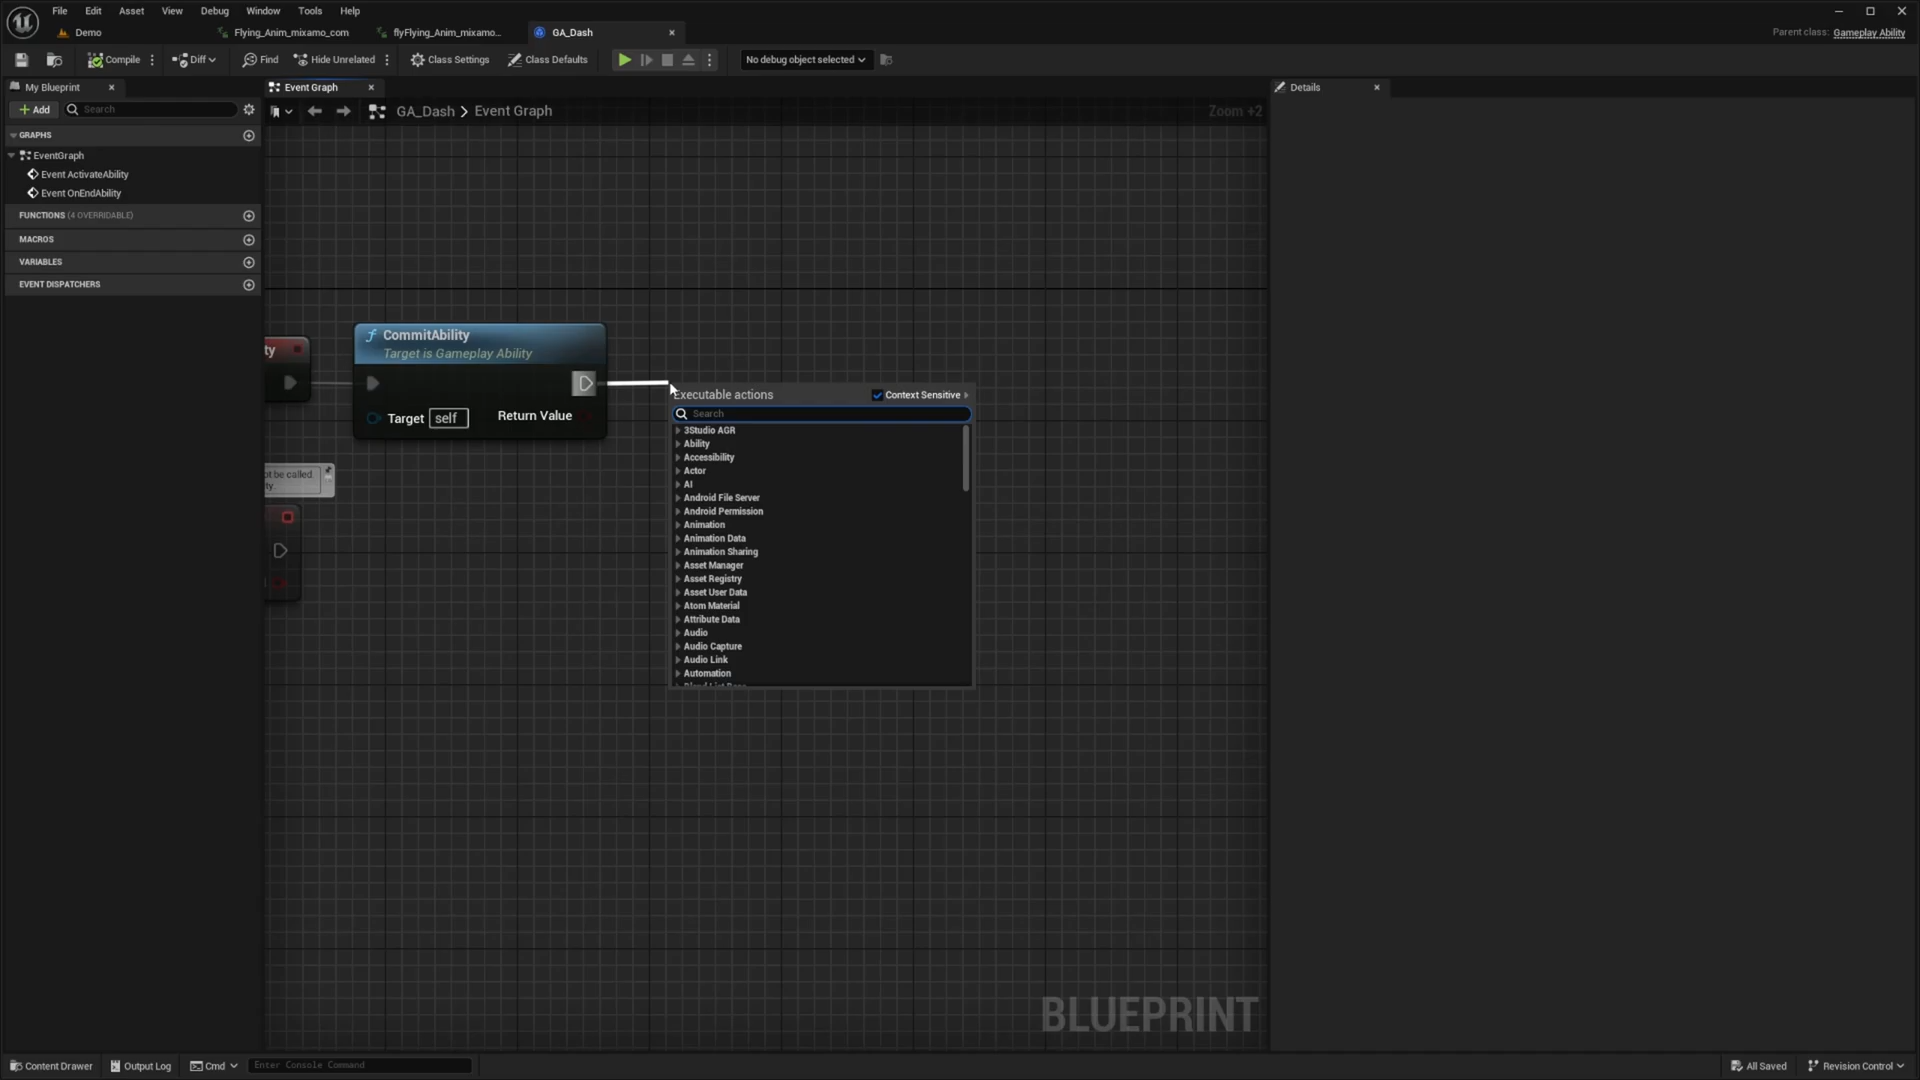 File Edit Asset View Debug Window Tools Help
Demo Flying_Anim_mixamo_com flyFlying_Anim_mixamo... GA_Dash
Parent class: Gameplay Ability
Compile Diff Find Hide Unrelated Class Settings Class Defaults No debug object selected
My Blueprint Event Graph Details
Add Search
GA_Dash > Event Graph Zoom +2
GRAPHS
EventGraph
Event ActivateAbility
Event OnEndAbility
FUNCTIONS (4 OVERRIDABLE)
MACROS
VARIABLES
EVENT DISPATCHERS
ty
f CommitAbility
Target is Gameplay Ability
Target self Return Value
ot be called
ty.
Executable actions Context Sensitive
Search
3Studio AGR
Ability
Accessibility
Actor
AI
Android File Server
Android Permission
Animation
Animation Data
Animation Sharing
Asset Manager
Asset Registry
Asset User Data
Atom Material
Attribute Data
Audio
Audio Capture
Audio Link
Automation
BLUEPRINT
Content Drawer Output Log Cmd Enter Console Command All Saved Revision Control